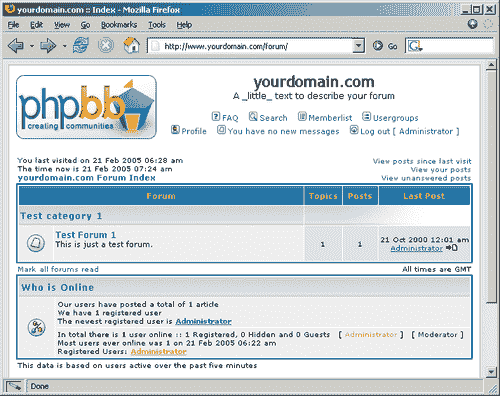 yourdomain.com :: Index - Mozilla Firefox
File Edit View Go Bookmarks Tools Help
http://www.yourdomain.com/forum/ Go
phpBB
creating communities
yourdomain.com
A _little_ text to describe your forum
FAQ Search Memberlist Usergroups
Profile You have no new messages Log out [ Administrator ]
You last visited on 21 Feb 2005 06:28 am
The time now is 21 Feb 2005 07:24 am
yourdomain.com Forum Index
View posts since last visit
View your posts
View unanswered posts
Forum Topics Posts Last Post
Test category 1
Test Forum 1
This is just a test forum.
1 1
21 Oct 2000 12:01 am
Administrator
Mark all forums read All times are GMT
Who is Online
Our users have posted a total of 1 article
We have 1 registered user
The newest registered user is Administrator
In total there is 1 user online :: 1 Registered, 0 Hidden and 0 Guests [ Administrator ] [ Moderator ]
Most users ever online was 1 on 21 Feb 2005 06:22 am
Registered Users: Administrator
This data is based on users active over the past five minutes
Done